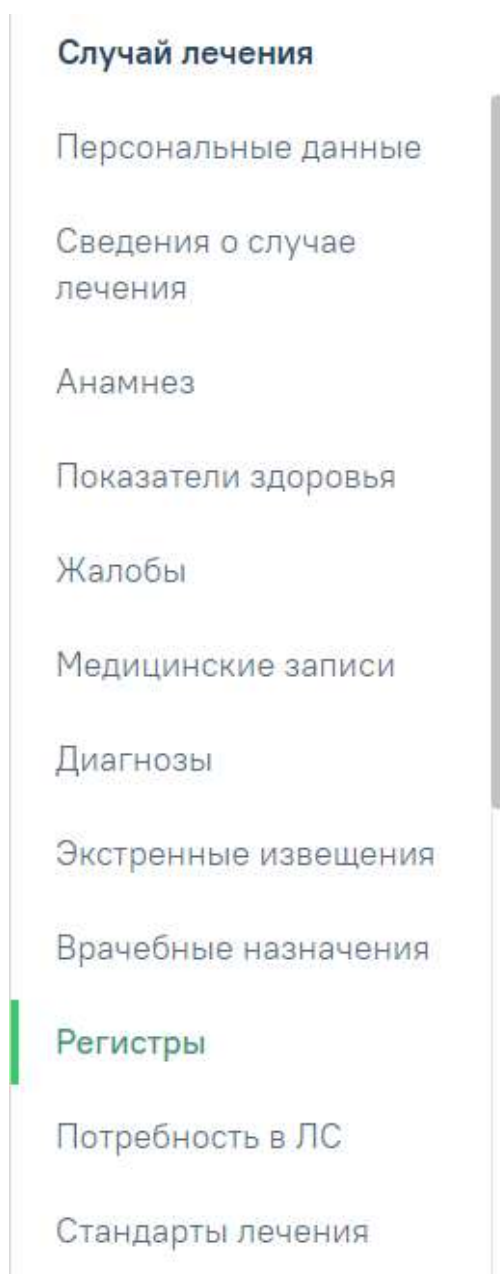 Случай лечения
Персональные данные
Сведения о случае
лечения
Анамнез
Показатели здоровья
Жалобы
Медицинские записи
Диагнозы
Экстренные извещения
Врачебные назначения
Регистры
Потребность в ЛС
Стандарты лечения